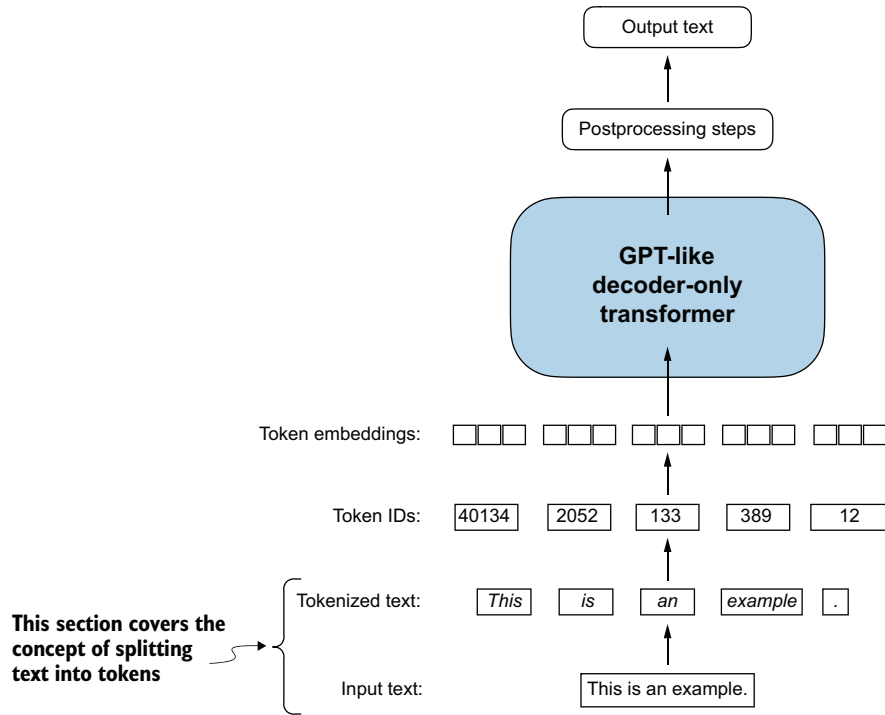 Output text
Postprocessing steps
GPT-like
decoder-only
transformer
Token embeddings:
Token IDs: 40134 2052 133 389 12
Tokenized text: This is an example .
This section covers the
concept of splitting
text into tokens
Input text: This is an example.